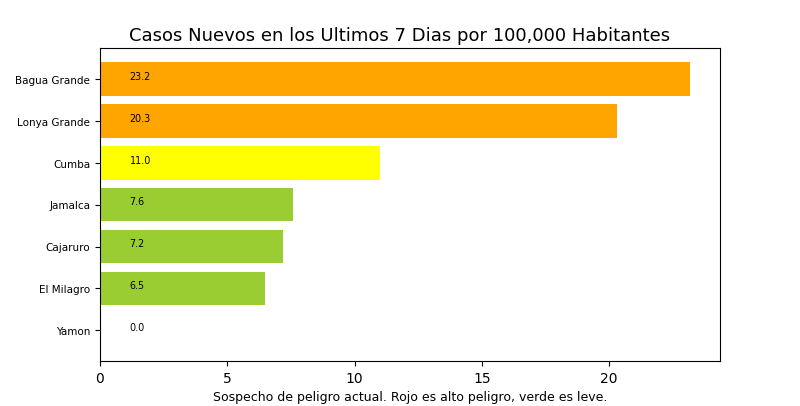 Casos Nuevos en los Ultimos 7 Dias por 100,000 Habitantes
Bagua Grande 23.2
Lonya Grande 20.3
Cumba 11.0
Jamalca 7.6
Cajaruro 7.2
El Milagro 6.5
Yamon 0.0
0 5 10 15 20
Sospecho de peligro actual. Rojo es alto peligro, verde es leve.